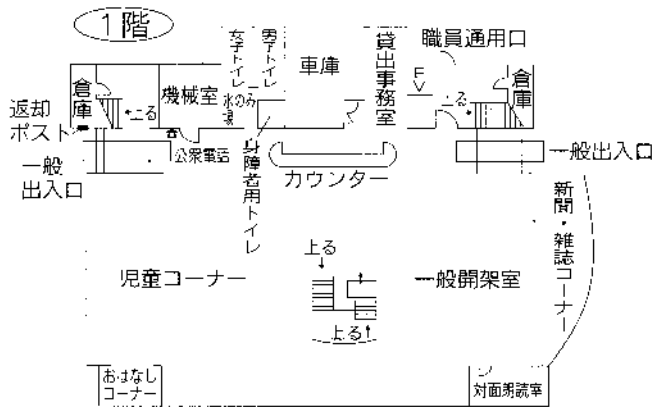 1階
女子トイレ
男子トイレ
車庫
貸出事務室
職員通用口
EV
倉庫
機械室
水のみ場
上る
上る
倉庫
返却
ポスト
公衆電話
身障者用トイレ
カウンター
一般
出入口
一般出入口
新聞・雑誌コーナー
児童コーナー
上る
一般開架室
上る
おはなし
コーナー
対面朗読室